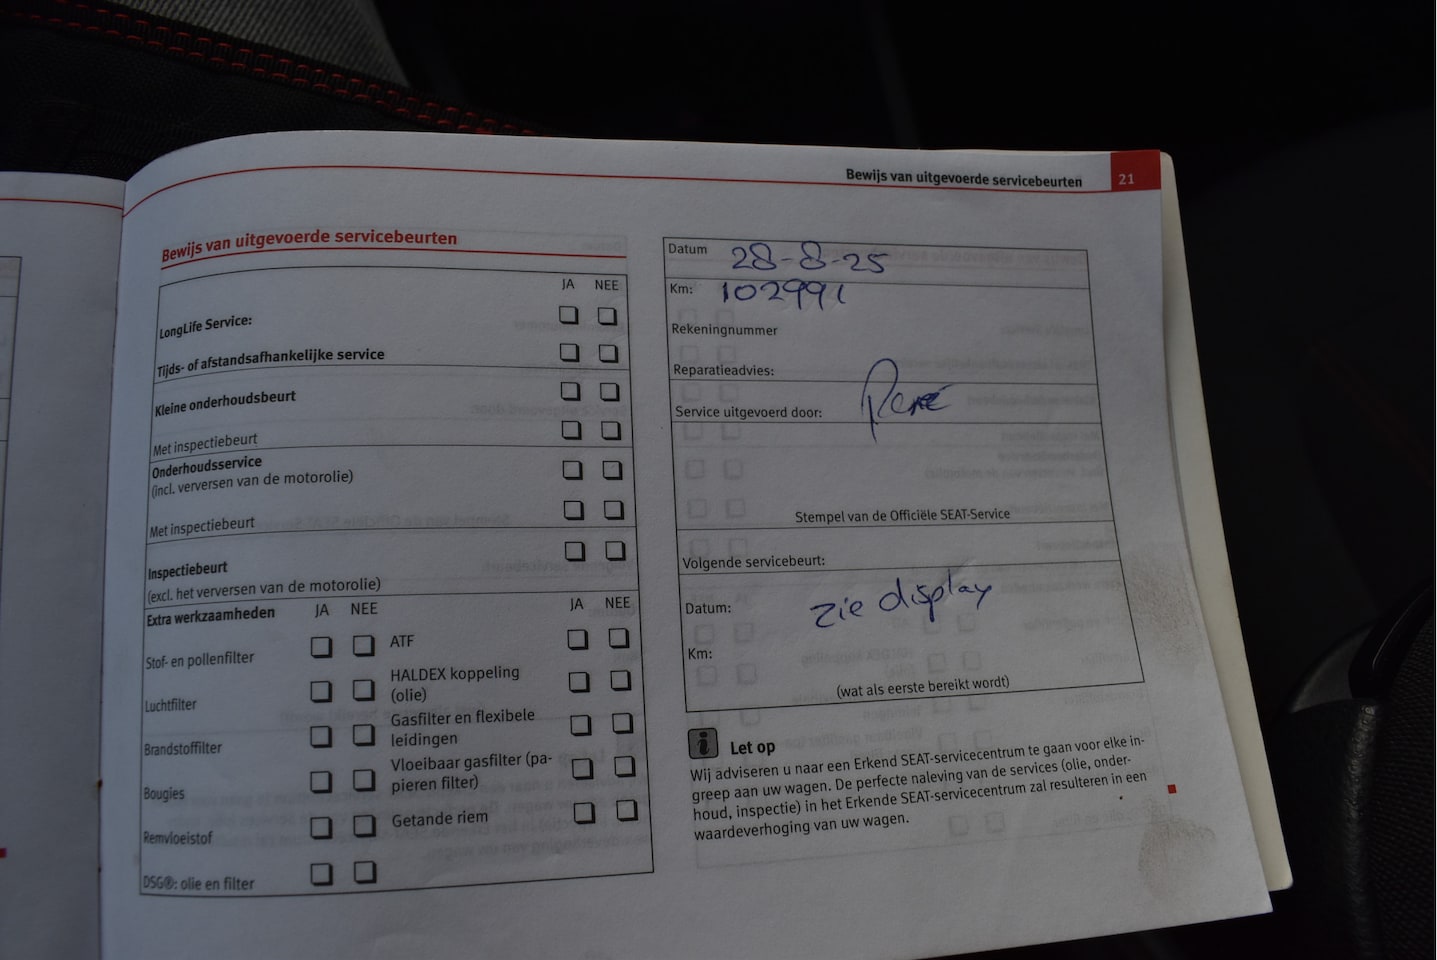 Bewijs van uitgevoerde servicebeurten 21
Bewijs van uitgevoerde servicebeurten
JA NEE
LongLife Service:
Tijds- of afstandsafhankelijke service
Kleine onderhoudsbeurt
Met inspectiebeurt
Onderhoudsservice
(incl. verversen van de motorolie)
Met inspectiebeurt
Inspectiebeurt
(excl. het verversen van de motorolie)
Extra werkzaamheden JA NEE JA NEE
Stof- en pollenfilter
Luchtfilter
Brandstoffilter
Bougies
Remvloeistof
DSG®: olie en filter
ATF
HALDEX koppeling
(olie)
Gasfilter en flexibele
leidingen
Vloeibaar gasfilter (pa-
pieren filter)
Getande riem
Datum 28-8-25
Km: 102991
Rekeningnummer
Reparatieadvies:
Service uitgevoerd door: René
Stempel van de Officiële SEAT-Service
Volgende servicebeurt:
Datum: zie display
Km:
(wat als eerste bereikt wordt)
i Let op
Wij adviseren u naar een Erkend SEAT-servicecentrum te gaan voor elke in-
greep aan uw wagen. De perfecte naleving van de services (olie, onder-
houd, inspectie) in het Erkende SEAT-servicecentrum zal resulteren in een
waardeverhoging van uw wagen.